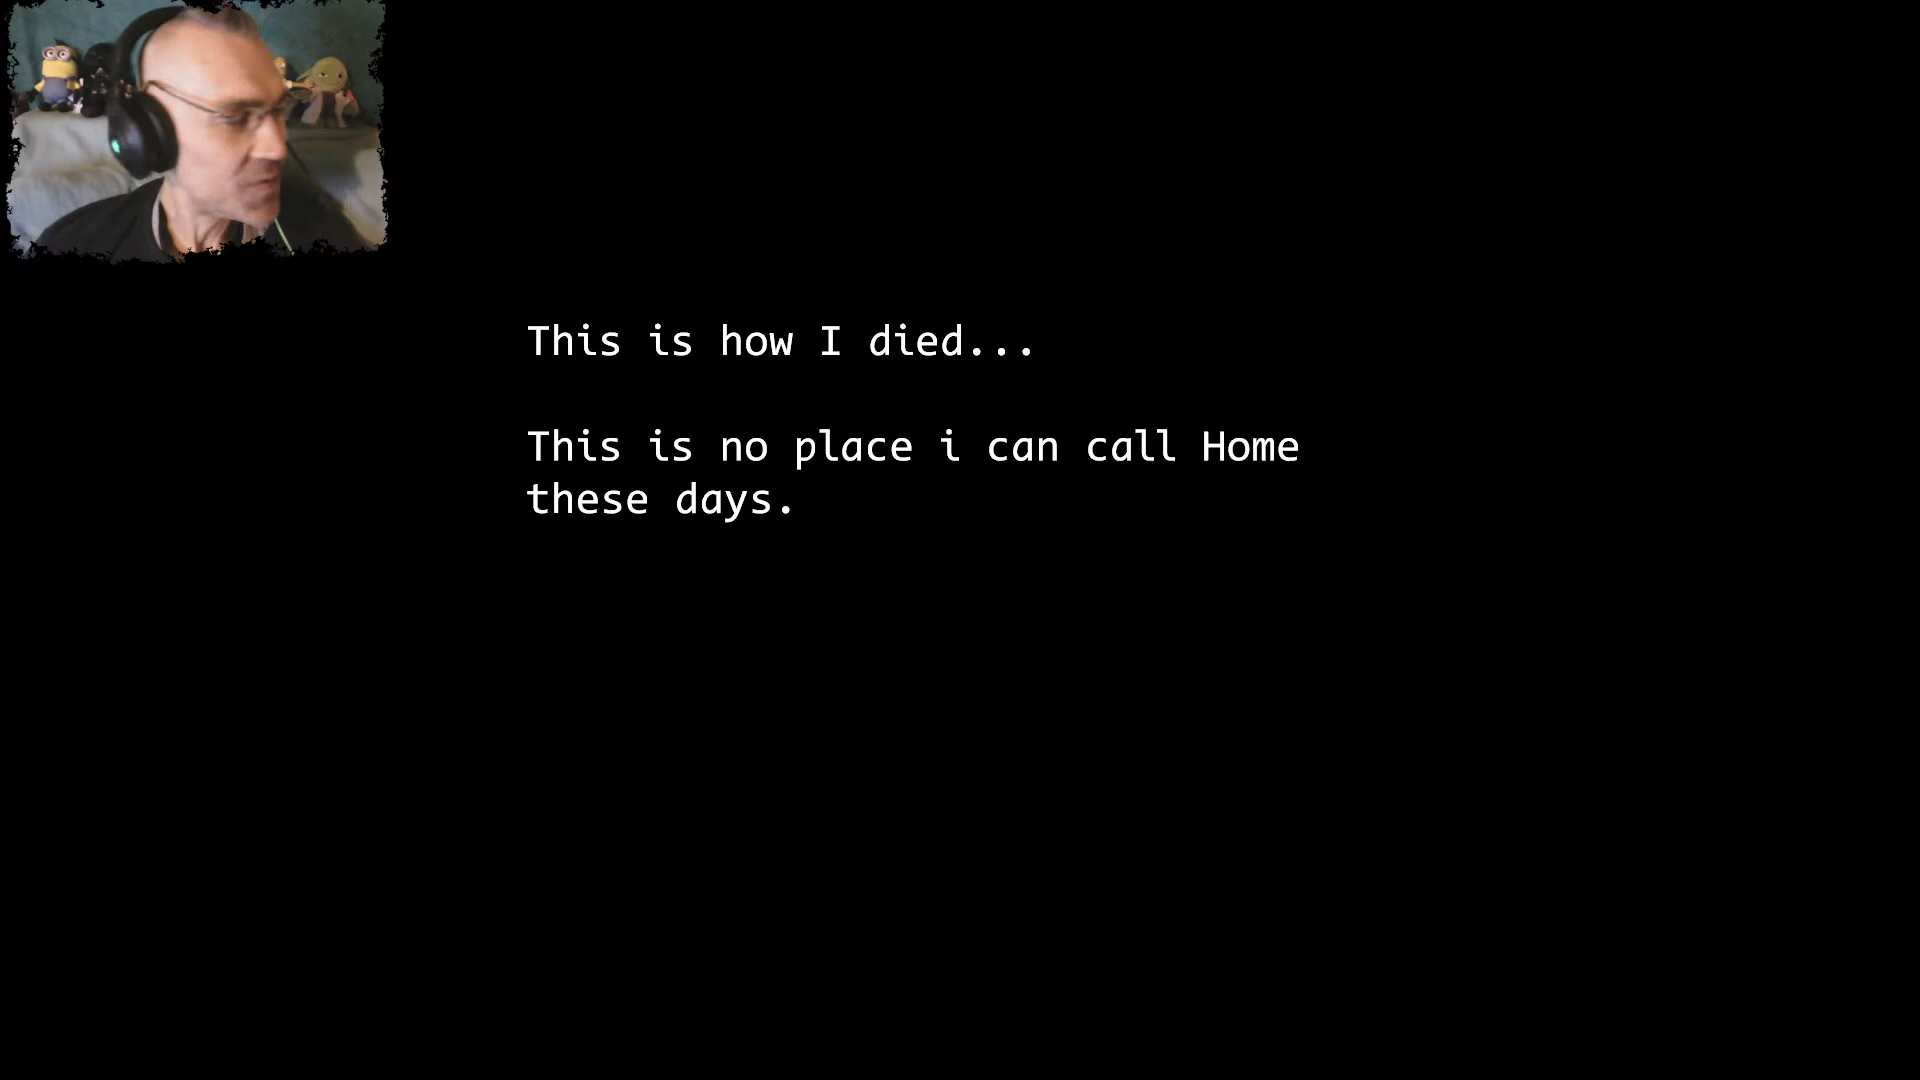 This is how I died...
This is no place i can call Home
these days.